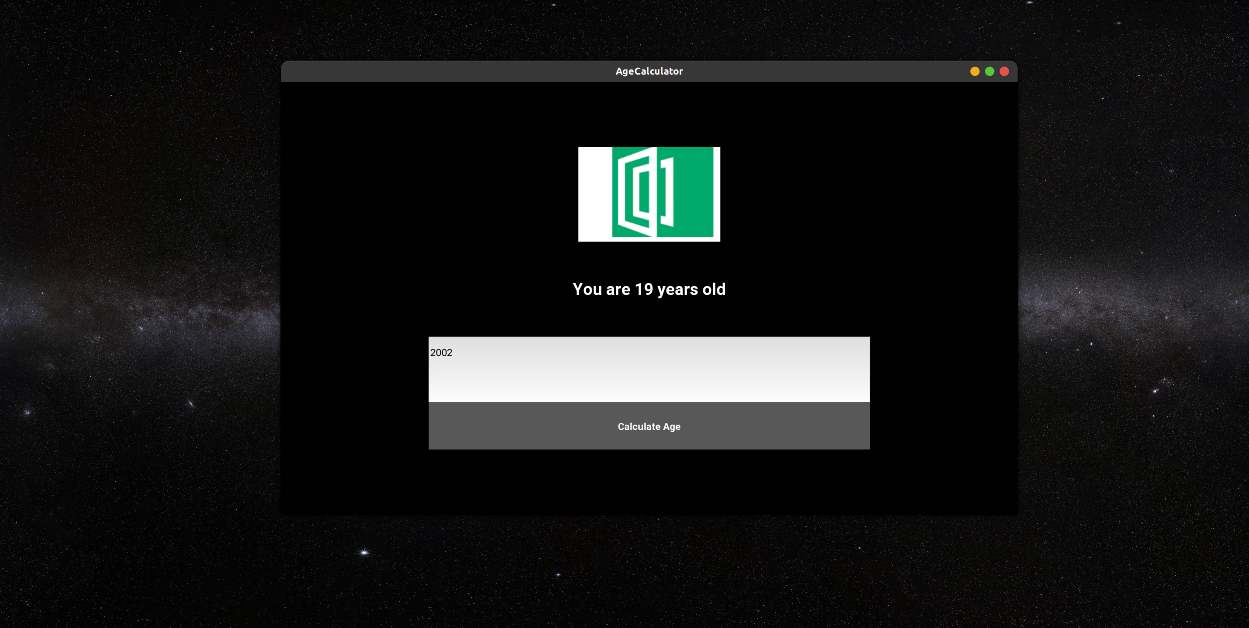 AgeCalculator
You are 19 years old
2002
Calculate Age